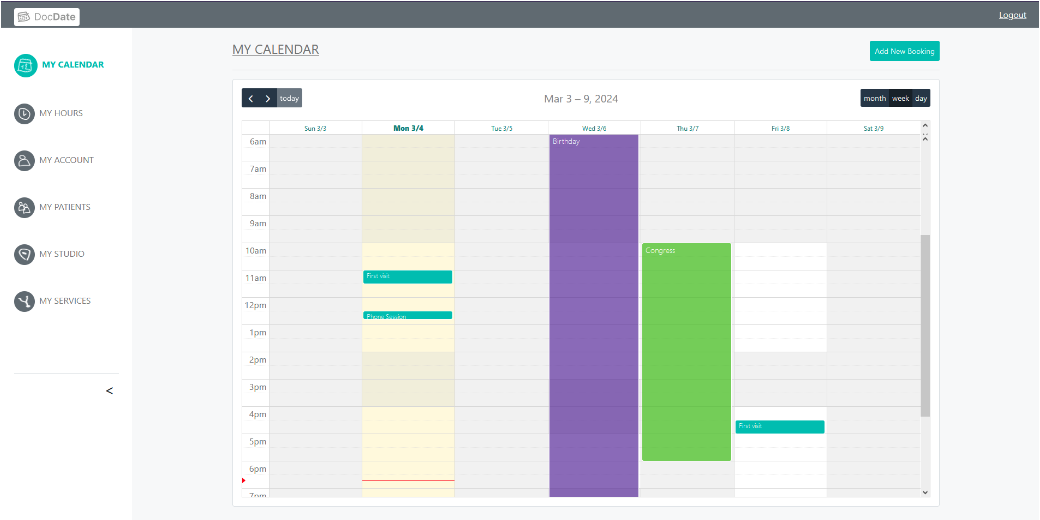 DocDate
Logout
MY CALENDAR
MY HOURS
MY ACCOUNT
MY PATIENTS
MY STUDIO
MY SERVICES
<
MY CALENDAR
Add New Booking
today
Mar 3 – 9, 2024
month week day
Sun 3/3 Mon 3/4 Tue 3/5 Wed 3/6 Thu 3/7 Fri 3/8 Sat 3/9
6am
Birthday
7am
8am
9am
10am
Congress
11am
First visit
12pm
Phone Session
1pm
2pm
3pm
4pm
First visit
5pm
6pm
7pm